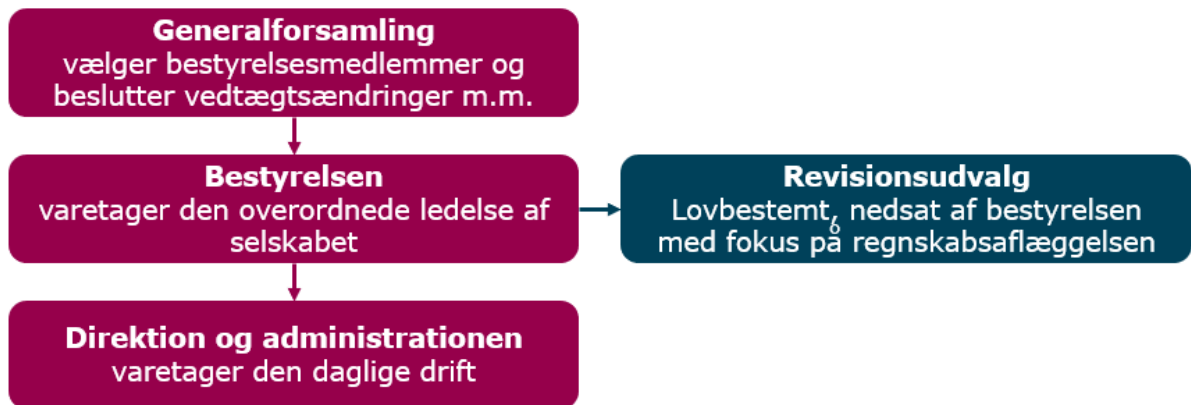 Generalforsamling
vælger bestyrelsesmedlemmer og
beslutter vedtægtsændringer m.m.
Bestyrelsen
varetager den overordnede ledelse af
selskabet
Revisionsudvalg
Lovbestemt, nedsat af bestyrelsen
6
med fokus på regnskabsaflæggelsen
Direktion og administrationen
varetager den daglige drift